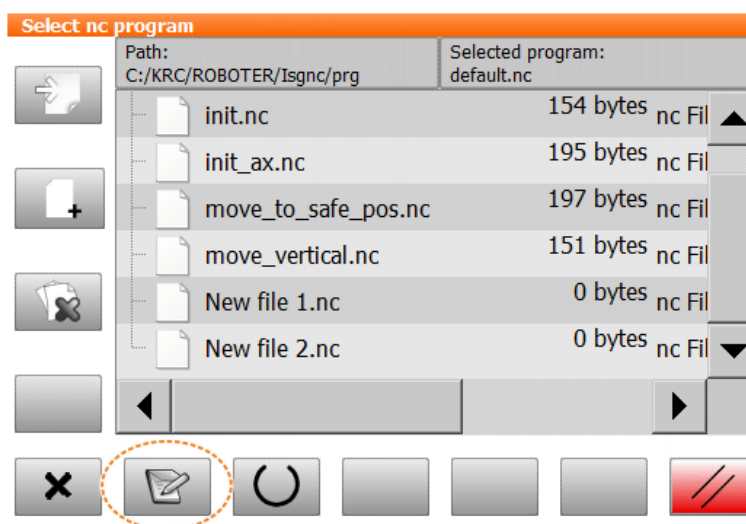 Select nc program
Path:
C:/KRC/ROBOTER/Isgnc/prg
Selected program:
default.nc
init.nc 154 bytes nc Fil
init_ax.nc 195 bytes nc Fil
move_to_safe_pos.nc 197 bytes nc Fil
move_vertical.nc 151 bytes nc Fil
New file 1.nc 0 bytes nc Fil
New file 2.nc 0 bytes nc Fil